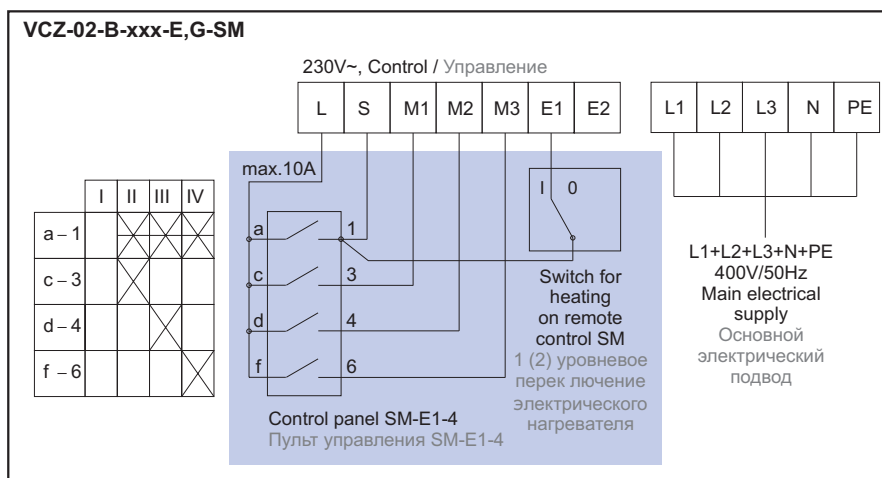 VCZ-02-B-xxx-E,G-SM
230V~, Control / Управление
L S M1 M2 M3 E1 E2
L1 L2 L3 N PE
max.10A
I II III IV
a – 1
c – 3
d – 4
f – 6
a 1
c 3
d 4
f 6
I 0
Switch for
heating
on remote
control SM
1 (2) уровневое
перек лючение
электрического
нагревателя
Control panel SM-E1-4
Пульт управления SM-E1-4
L1+L2+L3+N+PE
400V/50Hz
Main electrical
supply
Основной
электрический
подвод